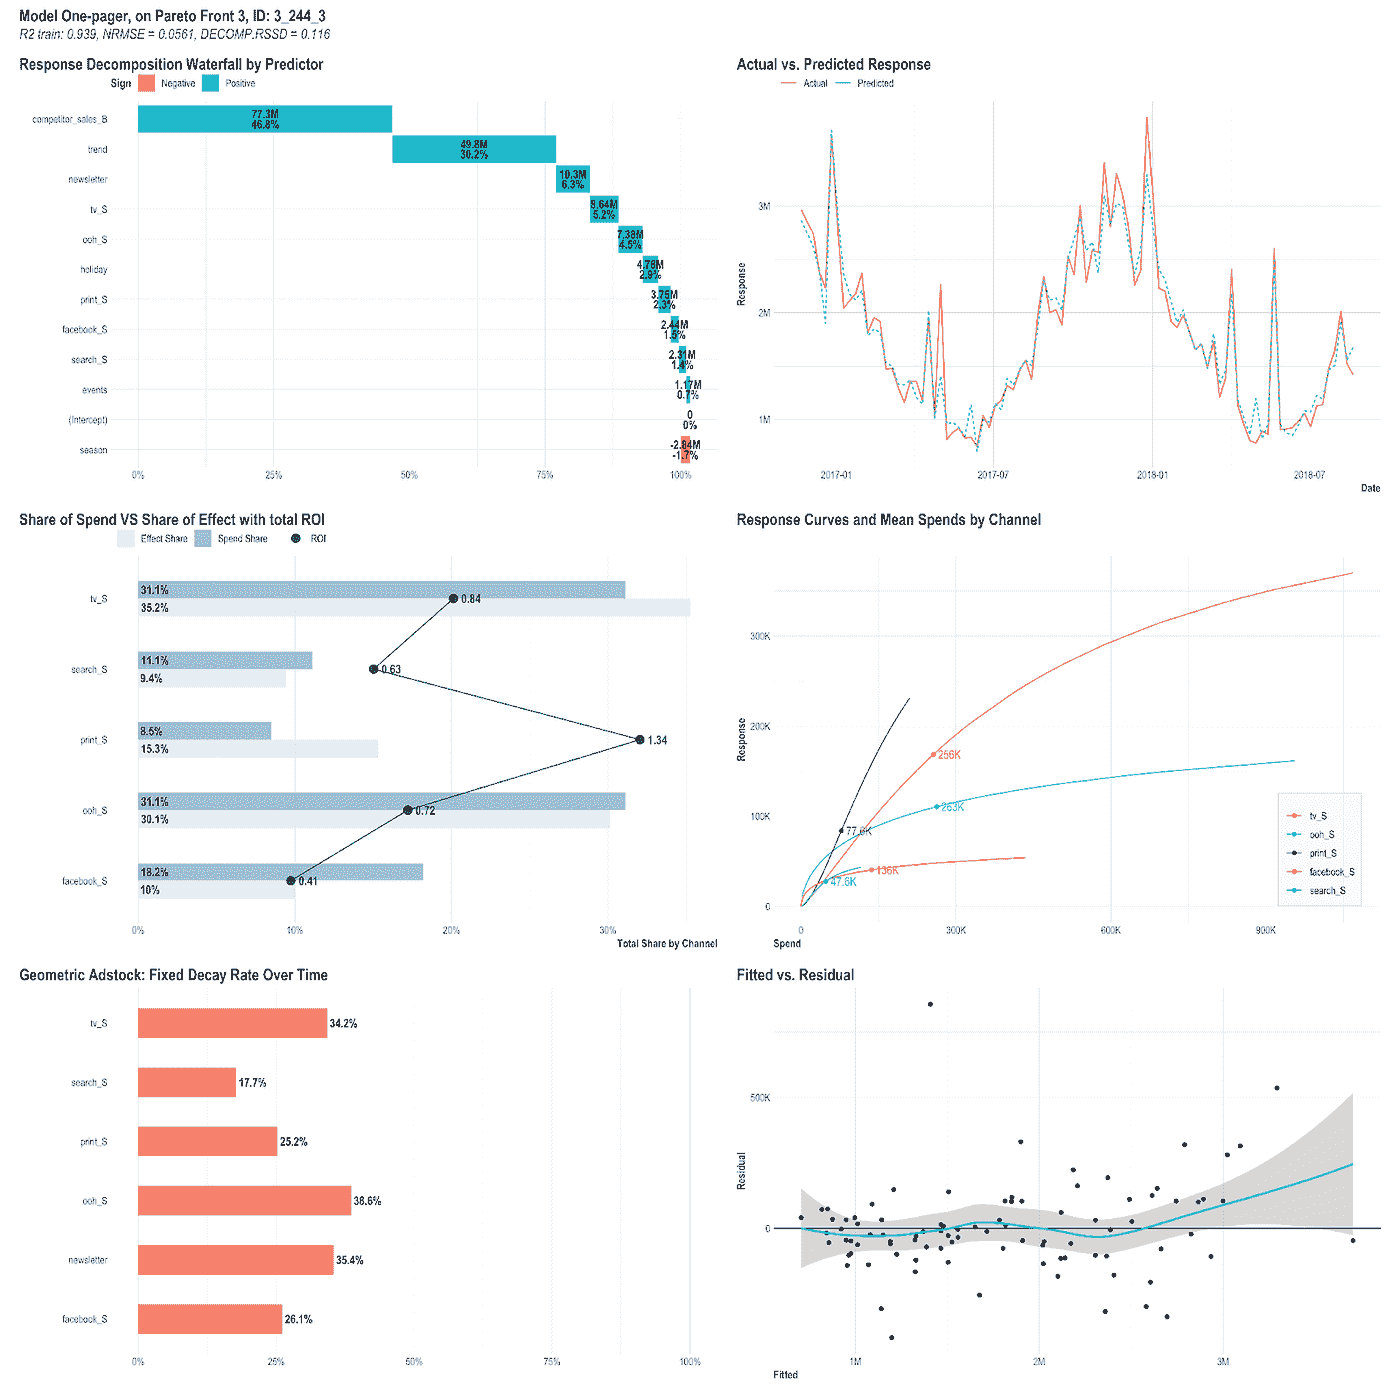 Model One-pager, on Pareto Front 3, ID: 3_244_3
R2 train: 0.939, NRMSE = 0.0561, DECOMP.RSSD = 0.116
Response Decomposition Waterfall by Predictor
Sign Negative Positive
competitor_sales_B
77.3M
46.8%
trend
49.8M
30.2%
newsletter
10.3M
6.3%
tv_S
8.64M
5.2%
ooh_S
7.38M
4.5%
holiday
4.78M
2.9%
print_S
3.75M
2.3%
facebook_S
2.44M
1.5%
search_S
2.31M
1.4%
events
1.17M
0.7%
(Intercept)
0
0%
season
-2.84M
-1.7%
0% 25% 50% 75% 100%
Actual vs. Predicted Response
Actual Predicted
Response
3M
2M
1M
2017-01 2017-07 2018-01 2018-07
Date
Share of Spend VS Share of Effect with total ROI
Effect Share Spend Share ROI
tv_S
31.1%
35.2%
0.84
search_S
11.1%
9.4%
0.63
print_S
8.5%
15.3%
1.34
ooh_S
31.1%
30.1%
0.72
facebook_S
18.2%
10%
0.41
0% 10% 20% 30%
Total Share by Channel
Response Curves and Mean Spends by Channel
Response
300K
200K
100K
0
256K
263K
77.6K
136K
47.6K
tv_S
ooh_S
print_S
facebook_S
search_S
0 300K 600K 900K
Spend
Geometric Adstock: Fixed Decay Rate Over Time
tv_S 34.2%
search_S 17.7%
print_S 25.2%
ooh_S 38.6%
newsletter 35.4%
facebook_S 26.1%
0% 25% 50% 75% 100%
Fitted vs. Residual
Residual
500K
0
1M 2M 3M
Fitted